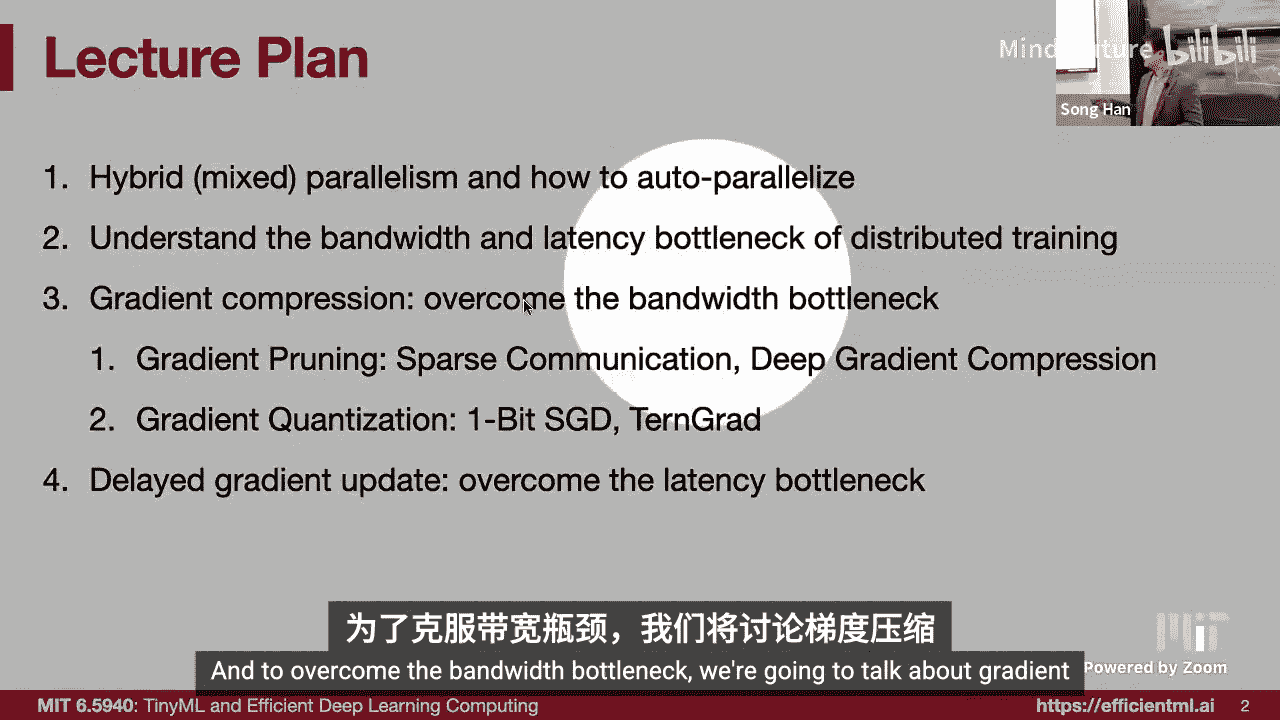 Lecture Plan
bilibili
Song Han
1. Hybrid (mixed) parallelism and how to auto-parallelize
2. Understand the bandwidth and latency bottleneck of distributed training
3. Gradient compression: overcome the bandwidth bottleneck
1. Gradient Pruning: Sparse Communication, Deep Gradient Compression
2. Gradient Quantization: 1-Bit SGD, TernGrad
4. Delayed gradient update: overcome the latency bottleneck
为了克服带宽瓶颈，我们将讨论梯度压缩
And to overcome the bandwidth bottleneck, we're going to talk about gradient
MIT
Powered by Zoom
MIT 6.5940: TinyML and Efficient Deep Learning Computing
https://efficientml.ai 2